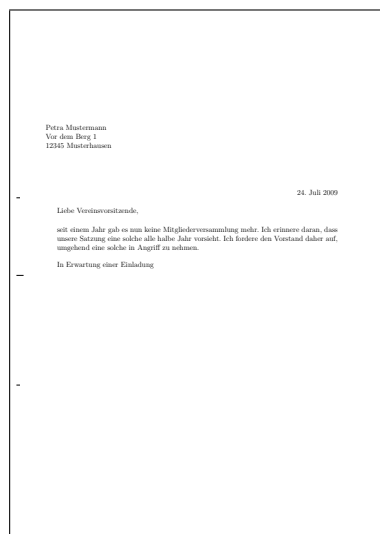 Petra Mustermann
Vor dem Berg 1
12345 Musterhausen
24. Juli 2009
Liebe Vereinsvorsitzende,
seit einem Jahr gab es nun keine Mitgliederversammlung mehr. Ich erinnere daran, dass
unsere Satzung eine solche alle halbe Jahr vorsieht. Ich fordere den Vorstand daher auf,
umgehend eine solche in Angriff zu nehmen.
In Erwartung einer Einladung